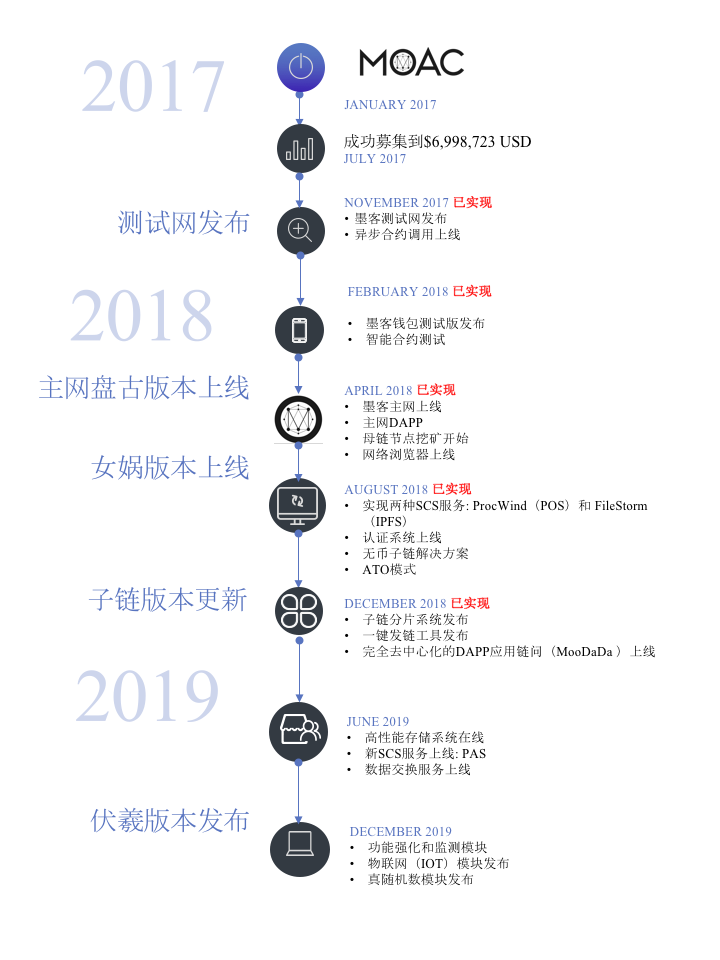 2017
MOAC
JANUARY 2017
成功募集到$6,998,723 USD
JULY 2017
测试网发布
NOVEMBER 2017 已实现
• 墨客测试网发布
• 异步合约调用上线
2018
FEBRUARY 2018 已实现
• 墨客钱包测试版发布
• 智能合约测试
主网盘古版本上线
APRIL 2018 已实现
• 墨客主网上线
• 主网DAPP
• 母链节点挖矿开始
• 网络浏览器上线
女娲版本上线
AUGUST 2018 已实现
• 实现两种SCS服务: ProcWind（POS）和 FileStorm
（IPFS）
• 认证系统上线
• 无币子链解决方案
• ATO模式
子链版本更新
DECEMBER 2018 已实现
• 子链分片系统发布
• 一键发链工具发布
• 完全去中心化的DAPP应用链问（MooDaDa ）上线
2019
JUNE 2019
• 高性能存储系统在线
• 新SCS服务上线: PAS
• 数据交换服务上线
伏羲版本发布
DECEMBER 2019
• 功能强化和监测模块
• 物联网（IOT）模块发布
• 真随机数模块发布